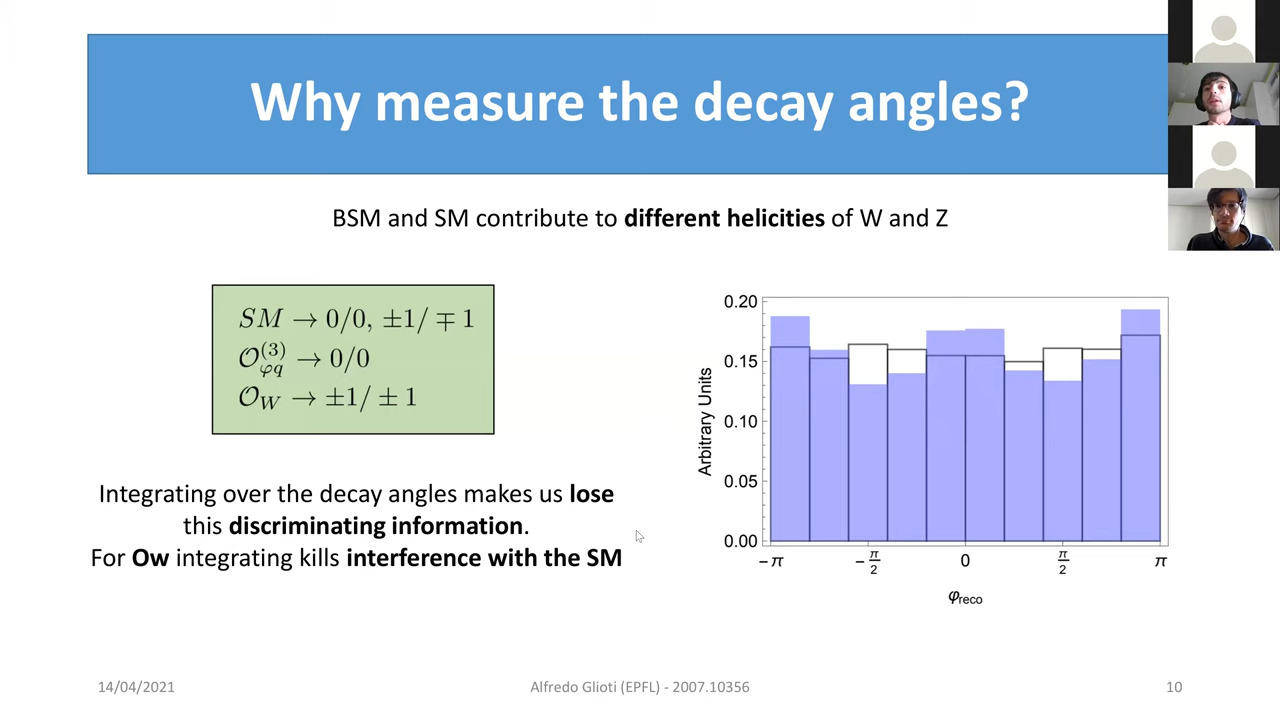 Why measure the decay angles?
BSM and SM contribute to different helicities of W and Z
SM → 0/0, ±1/∓1
O_{φq}^{(3)} → 0/0
O_W → ±1/±1
Integrating over the decay angles makes us lose
this discriminating information.
For Ow integrating kills interference with the SM
0.20
0.15
0.10
0.05
0.00
Arbitrary Units
−π
−π/2
0
π/2
π
φreco
14/04/2021
Alfredo Glioti (EPFL) - 2007.10356
10